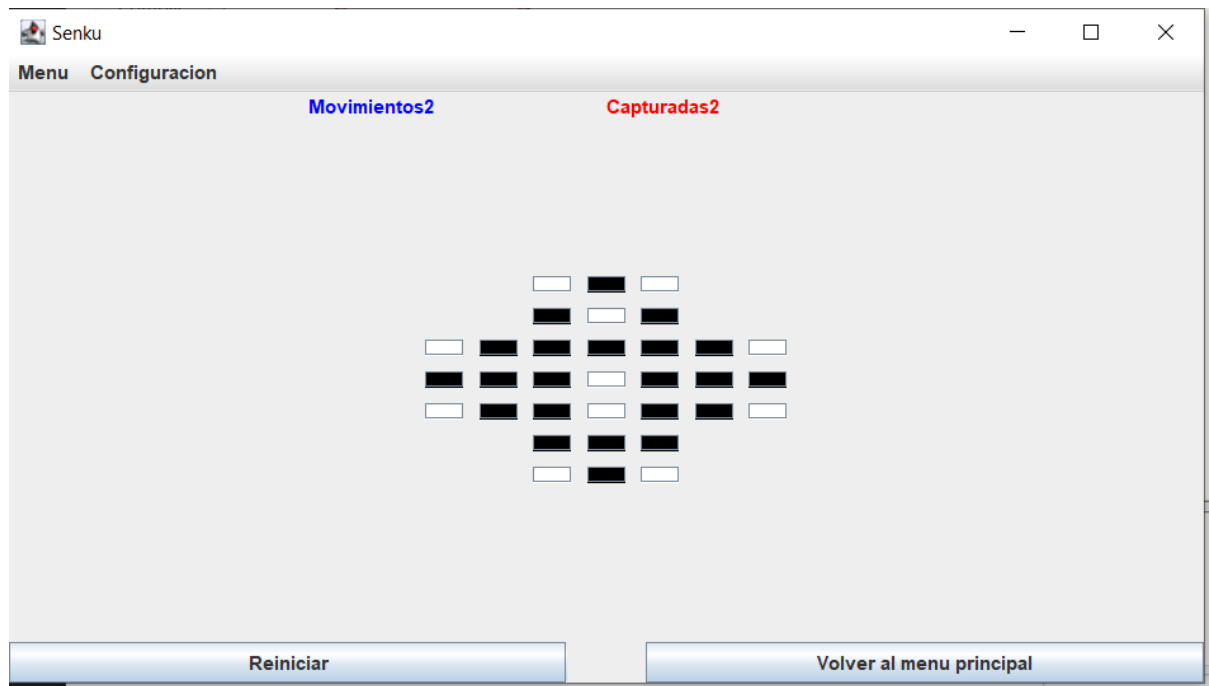 Senku
Menu Configuracion
Movimientos2 Capturadas2
Reiniciar Volver al menu principal